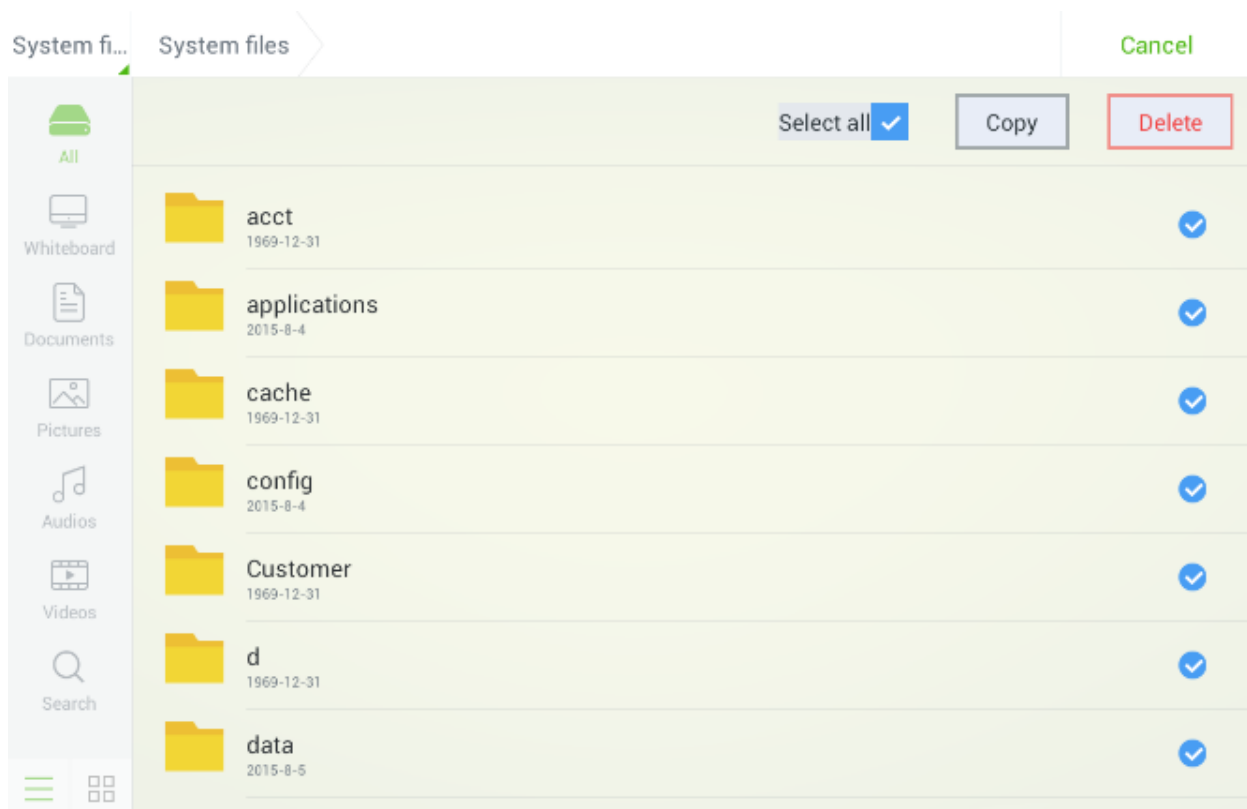 System fi... System files Cancel
Select all Copy Delete
All
Whiteboard
Documents
Pictures
Audios
Videos
Search
acct
1969-12-31
applications
2015-8-4
cache
1969-12-31
config
2015-8-4
Customer
1969-12-31
d
1969-12-31
data
2015-8-5